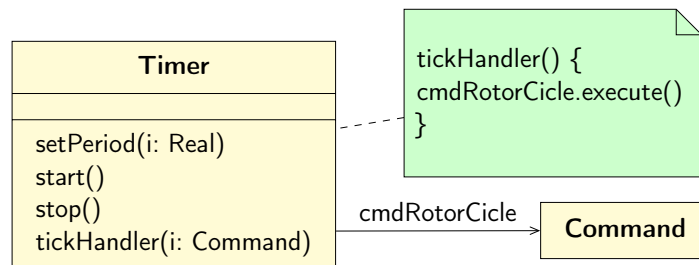 Timer
setPeriod(i: Real)
start()
stop()
tickHandler(i: Command)
tickHandler() {
cmdRotorCicle.execute()
}
cmdRotorCicle
Command